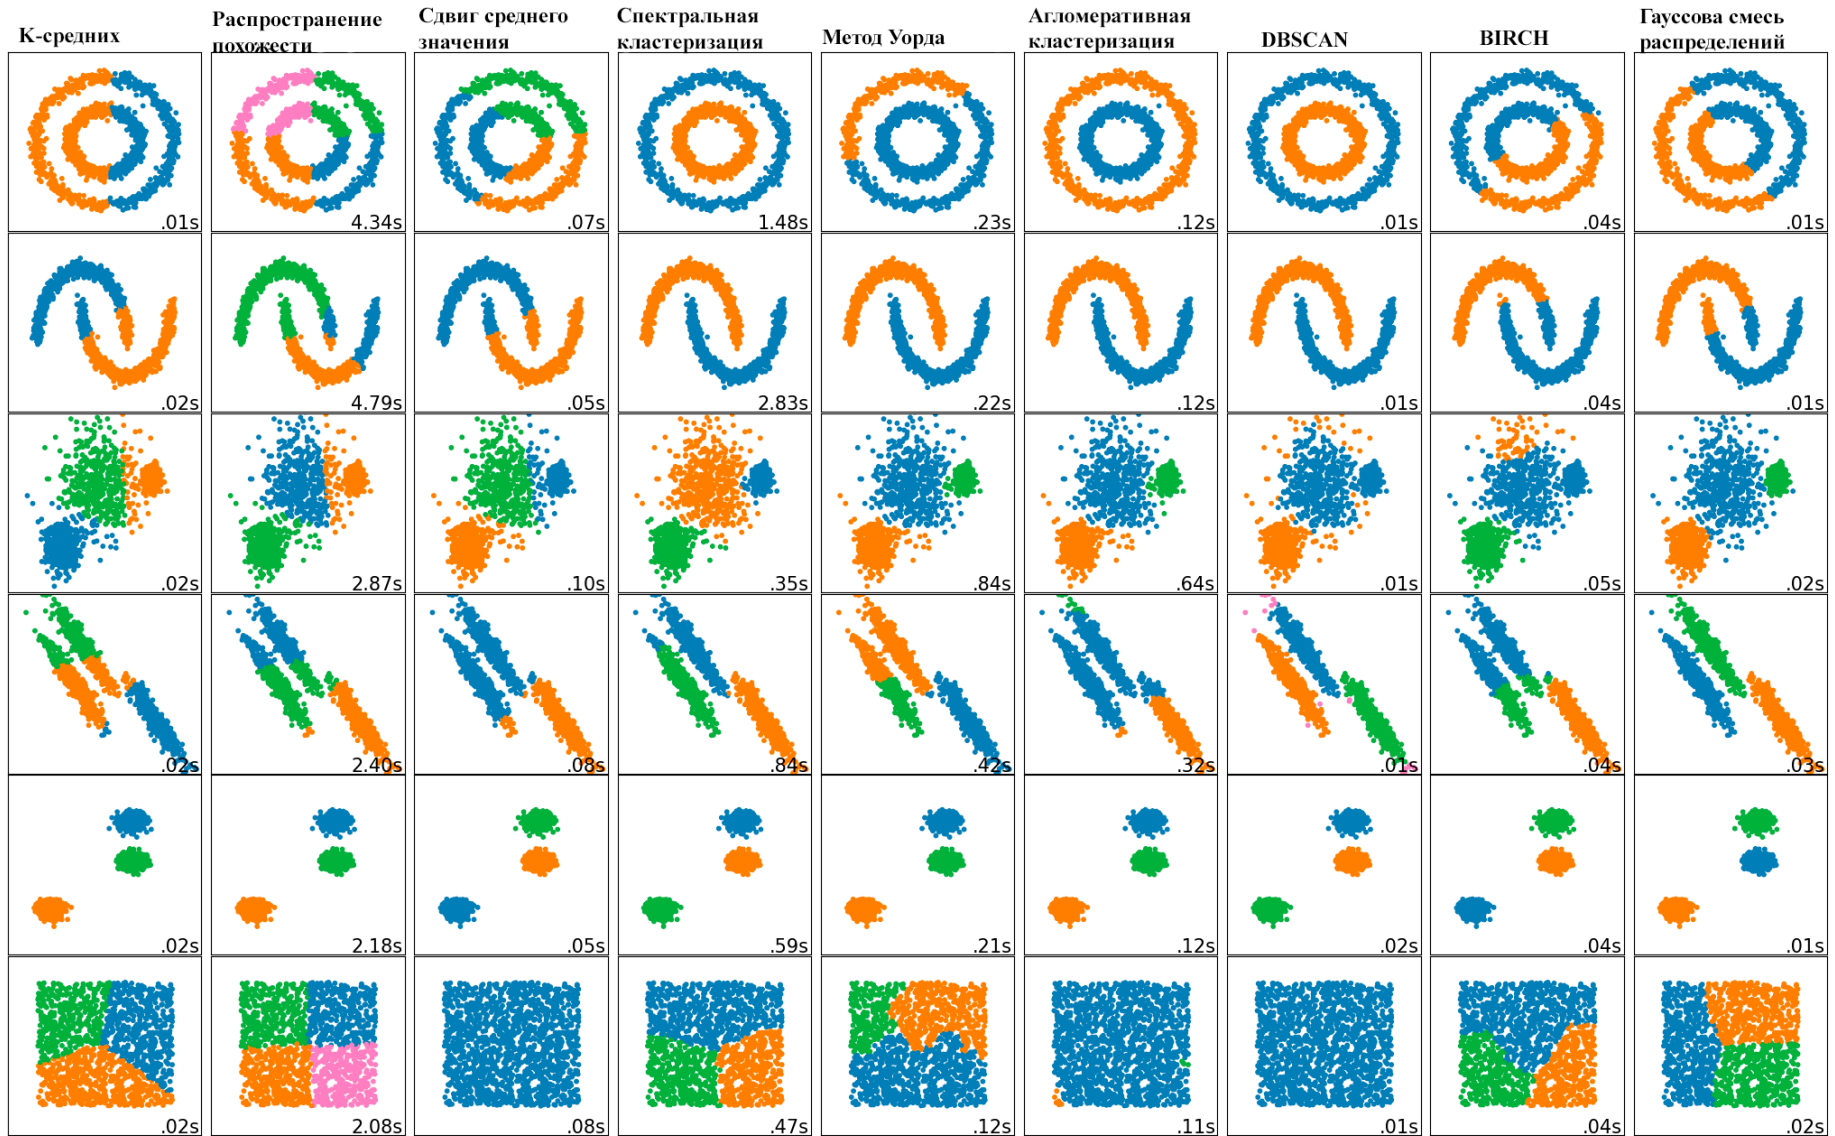 K-средних
Распространение
похожести
Сдвиг среднего
значения
Спектральная
кластеризация
Метод Уорда
Агломеративная
кластеризация
DBSCAN
BIRCH
Гауссова смесь
распределений
.01s 4.34s .07s 1.48s .23s .12s .01s .04s .01s
.02s 4.79s .05s 2.83s .22s .12s .01s .04s .01s
.02s 2.87s .10s .35s .84s .64s .01s .05s .02s
.02s 2.40s .08s .84s .42s .32s .01s .04s .03s
.02s 2.18s .05s .59s .21s .12s .02s .04s .01s
.02s 2.08s .08s .47s .12s .11s .01s .04s .02s